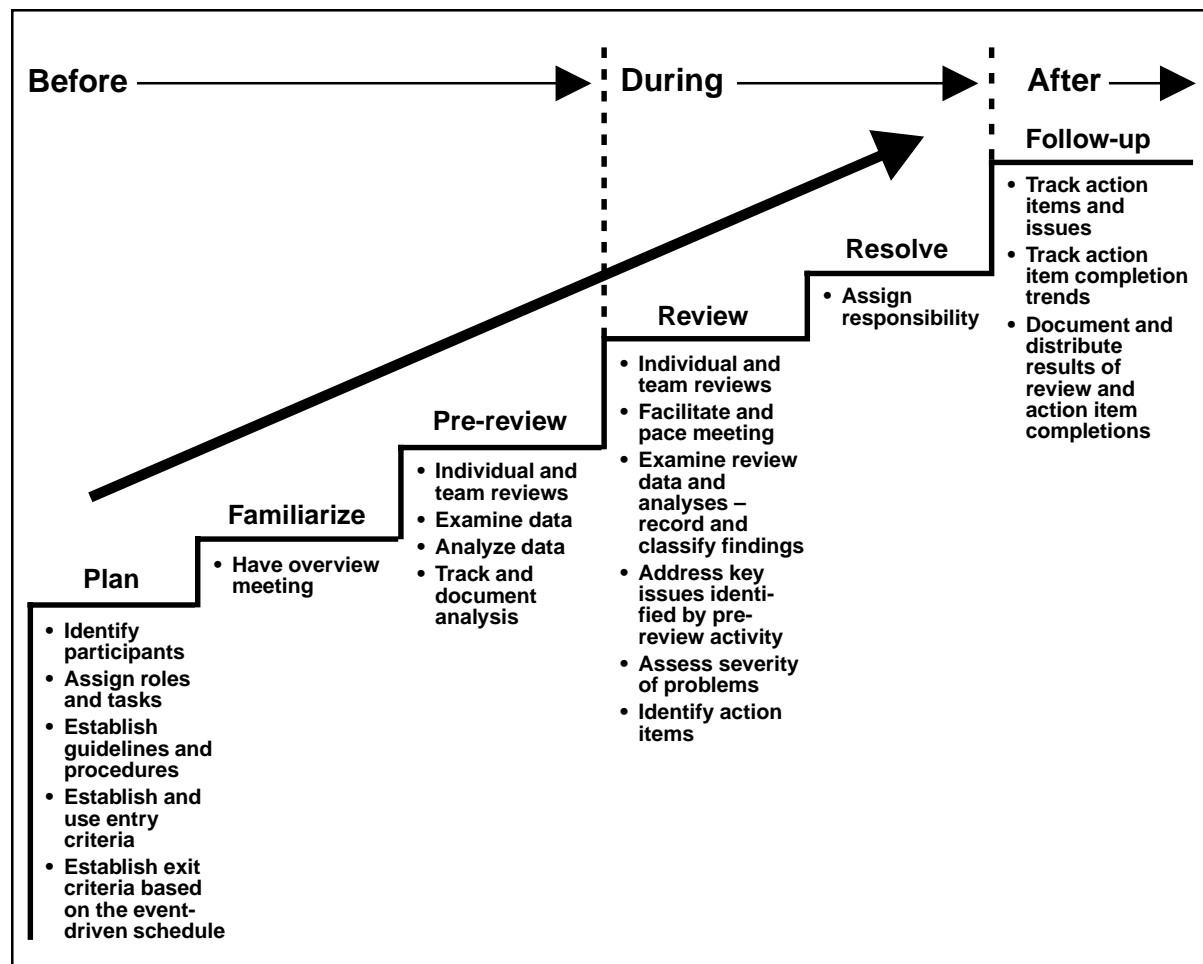 Before
During
After
Follow-up
• Track action
items and
issues
• Track action
item completion
trends
• Document and
distribute
results of
review and
action item
completions
Resolve
• Assign
responsibility
Review
• Individual and
team reviews
• Facilitate and
pace meeting
• Examine review
data and
analyses –
record and
classify findings
• Address key
issues identi-
fied by pre-
review activity
• Assess severity
of problems
• Identify action
items
Pre-review
• Individual and
team reviews
• Examine data
• Analyze data
• Track and
document
analysis
Familiarize
• Have overview
meeting
Plan
• Identify
participants
• Assign roles
and tasks
• Establish
guidelines and
procedures
• Establish and
use entry
criteria
• Establish exit
criteria based
on the event-
driven schedule